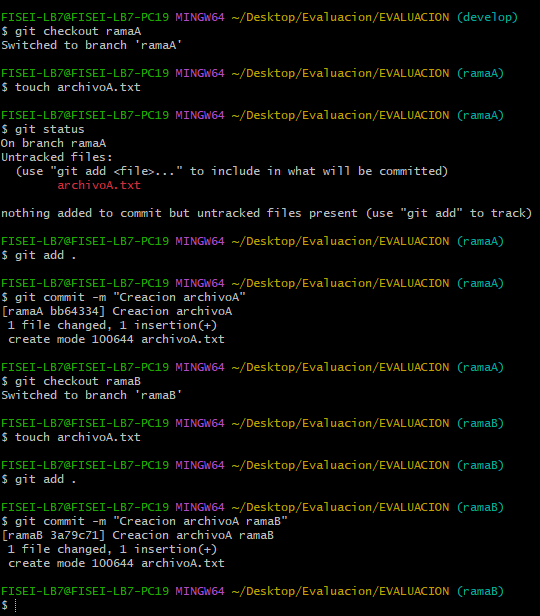 FISEI-LB7@FISEI-LB7-PC19 MINGW64 ~/Desktop/Evaluacion/EVALUACION (develop)
$ git checkout ramaA
Switched to branch 'ramaA'

FISEI-LB7@FISEI-LB7-PC19 MINGW64 ~/Desktop/Evaluacion/EVALUACION (ramaA)
$ touch archivoA.txt

FISEI-LB7@FISEI-LB7-PC19 MINGW64 ~/Desktop/Evaluacion/EVALUACION (ramaA)
$ git status
On branch ramaA
Untracked files:
  (use "git add <file>..." to include in what will be committed)
        archivoA.txt

nothing added to commit but untracked files present (use "git add" to track)

FISEI-LB7@FISEI-LB7-PC19 MINGW64 ~/Desktop/Evaluacion/EVALUACION (ramaA)
$ git add .

FISEI-LB7@FISEI-LB7-PC19 MINGW64 ~/Desktop/Evaluacion/EVALUACION (ramaA)
$ git commit -m "Creacion archivoA"
[ramaA bb64334] Creacion archivoA
 1 file changed, 1 insertion(+)
 create mode 100644 archivoA.txt

FISEI-LB7@FISEI-LB7-PC19 MINGW64 ~/Desktop/Evaluacion/EVALUACION (ramaA)
$ git checkout ramaB
Switched to branch 'ramaB'

FISEI-LB7@FISEI-LB7-PC19 MINGW64 ~/Desktop/Evaluacion/EVALUACION (ramaB)
$ touch archivoA.txt

FISEI-LB7@FISEI-LB7-PC19 MINGW64 ~/Desktop/Evaluacion/EVALUACION (ramaB)
$ git add .

FISEI-LB7@FISEI-LB7-PC19 MINGW64 ~/Desktop/Evaluacion/EVALUACION (ramaB)
$ git commit -m "Creacion archivoA ramaB"
[ramaB 3a79c71] Creacion archivoA ramaB
 1 file changed, 1 insertion(+)
 create mode 100644 archivoA.txt

FISEI-LB7@FISEI-LB7-PC19 MINGW64 ~/Desktop/Evaluacion/EVALUACION (ramaB)
$